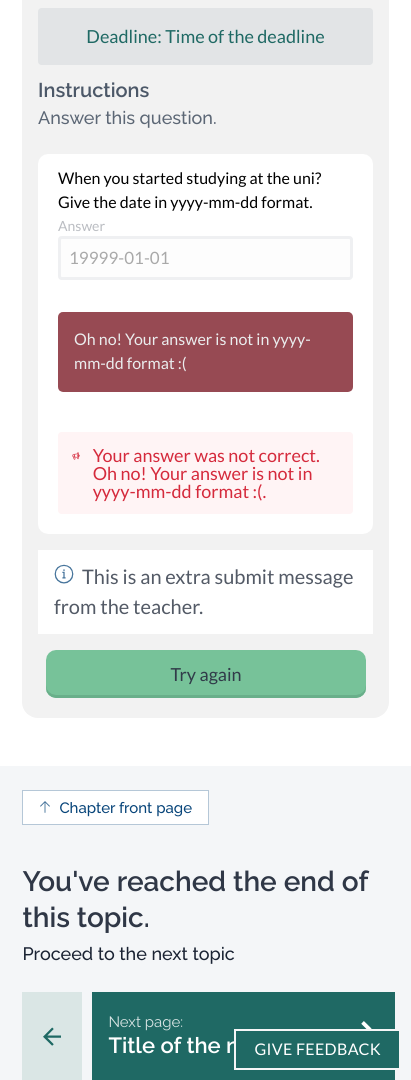 Deadline: Time of the deadline
Instructions
Answer this question.
When you started studying at the uni?
Give the date in yyyy-mm-dd format.
Answer
19999-01-01
Oh no! Your answer is not in yyyy-
mm-dd format :(
Your answer was not correct.
Oh no! Your answer is not in
yyyy-mm-dd format :(.
This is an extra submit message
from the teacher.
Try again
Chapter front page
You've reached the end of
this topic.
Proceed to the next topic
Next page:
Title of the
GIVE FEEDBACK